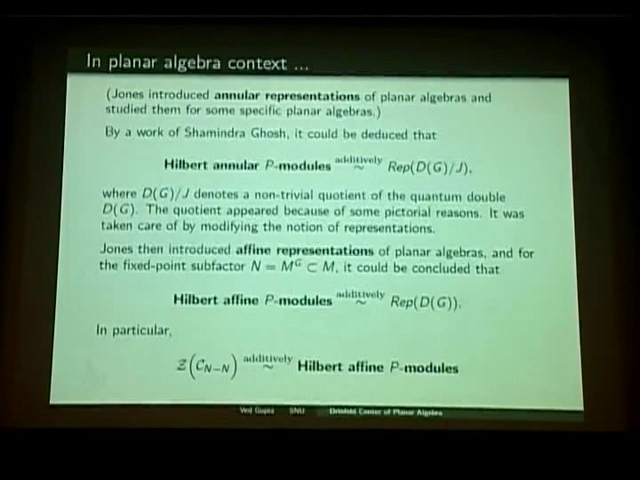 In planar algebra context ...
(Jones introduced annular representations of planar algebras and
studied them for some specific planar algebras.)
By a work of Shamindra Ghosh, it could be deduced that
Hilbert annular P-modules additively ~ Rep(D(G)/J),
where D(G)/J denotes a non-trivial quotient of the quantum double
D(G). The quotient appeared because of some pictorial reasons. It was
taken care of by modifying the notion of representations.
Jones then introduced affine representations of planar algebras, and for
the fixed-point subfactor N = M^G ⊂ M, it could be concluded that
Hilbert affine P-modules additively ~ Rep(D(G)).
In particular,
Z(C_{N-N}) additively ~ Hilbert affine P-modules
Ved Gupta SNU Drinfeld Center of Planar Algebra